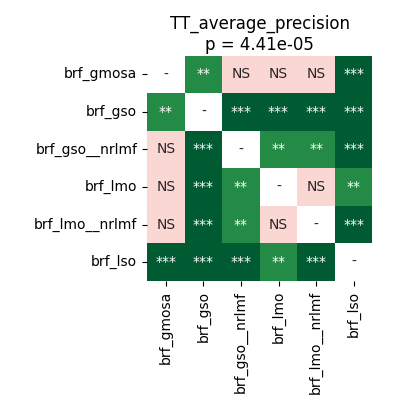 TT_average_precision
p = 4.41e-05
brf_gmosa - ** NS NS NS ***
brf_gso ** - *** *** *** ***
brf_gso__nrlmf NS *** - ** ** ***
brf_lmo NS *** ** - NS **
brf_lmo__nrlmf NS *** ** NS - ***
brf_lso *** *** *** ** *** -
brf_gmosa
brf_gso
brf_gso__nrlmf
brf_lmo
brf_lmo__nrlmf
brf_lso